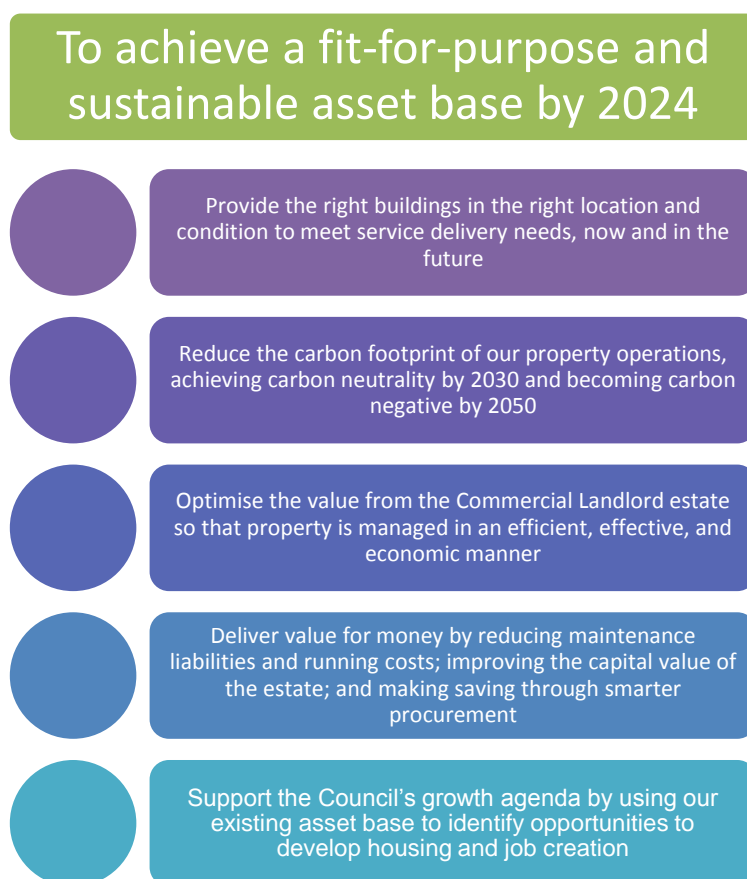 To achieve a fit-for-purpose and
sustainable asset base by 2024
Provide the right buildings in the right location and
condition to meet service delivery needs, now and in the
future
Reduce the carbon footprint of our property operations,
achieving carbon neutrality by 2030 and becoming carbon
negative by 2050
Optimise the value from the Commercial Landlord estate
so that property is managed in an efficient, effective, and
economic manner
Deliver value for money by reducing maintenance
liabilities and running costs; improving the capital value of
the estate; and making saving through smarter
procurement
Support the Council’s growth agenda by using our
existing asset base to identify opportunities to
develop housing and job creation